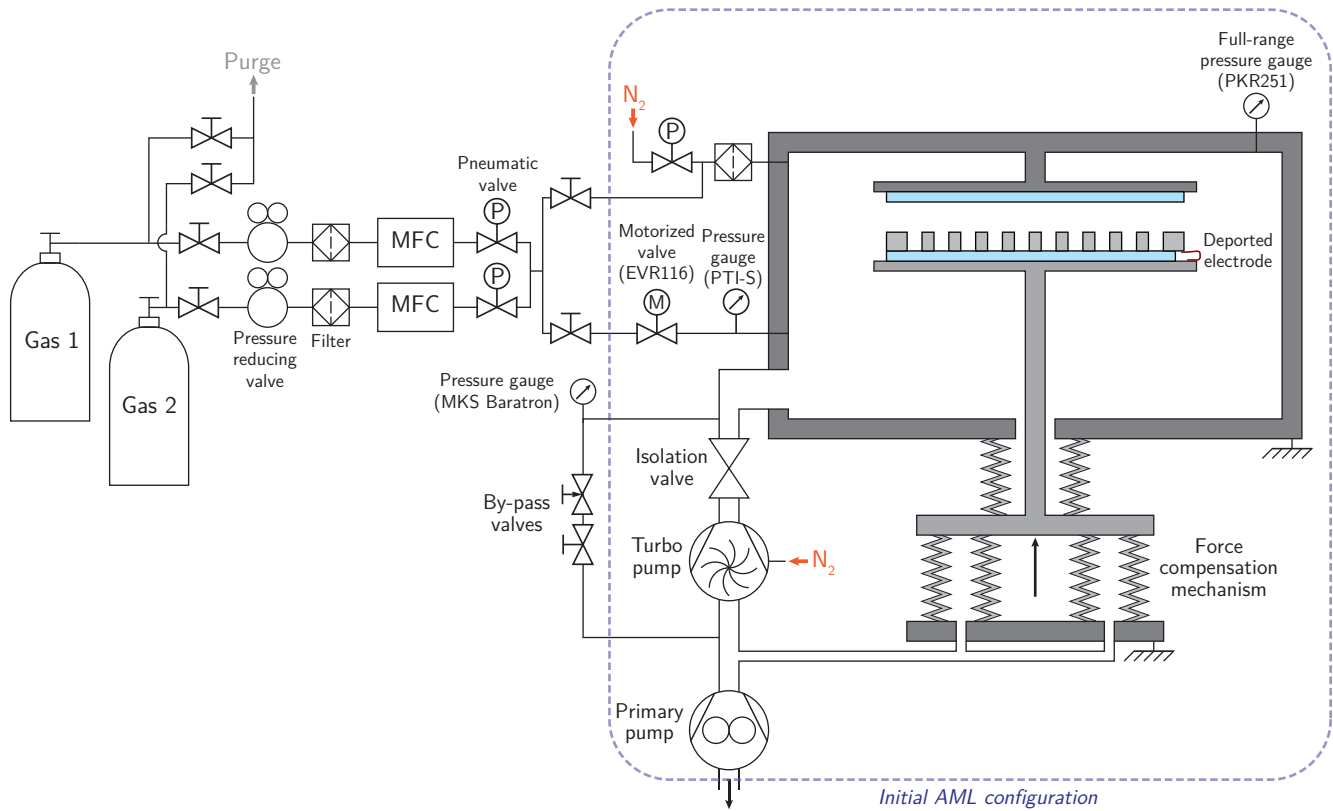 Full-range
pressure gauge
(PKR251)
Purge
N2
P
Pneumatic
valve
P
MFC
Motorized
valve
(EVR116)
Pressure
gauge
(PTI-S)
Deported
electrode
P
M
MFC
Gas 1
Pressure
reducing
valve
Filter
Gas 2
Pressure gauge
(MKS Baratron)
Isolation
valve
By-pass
valves
Turbo
pump
N2
Force
compensation
mechanism
Primary
pump
Initial AML configuration